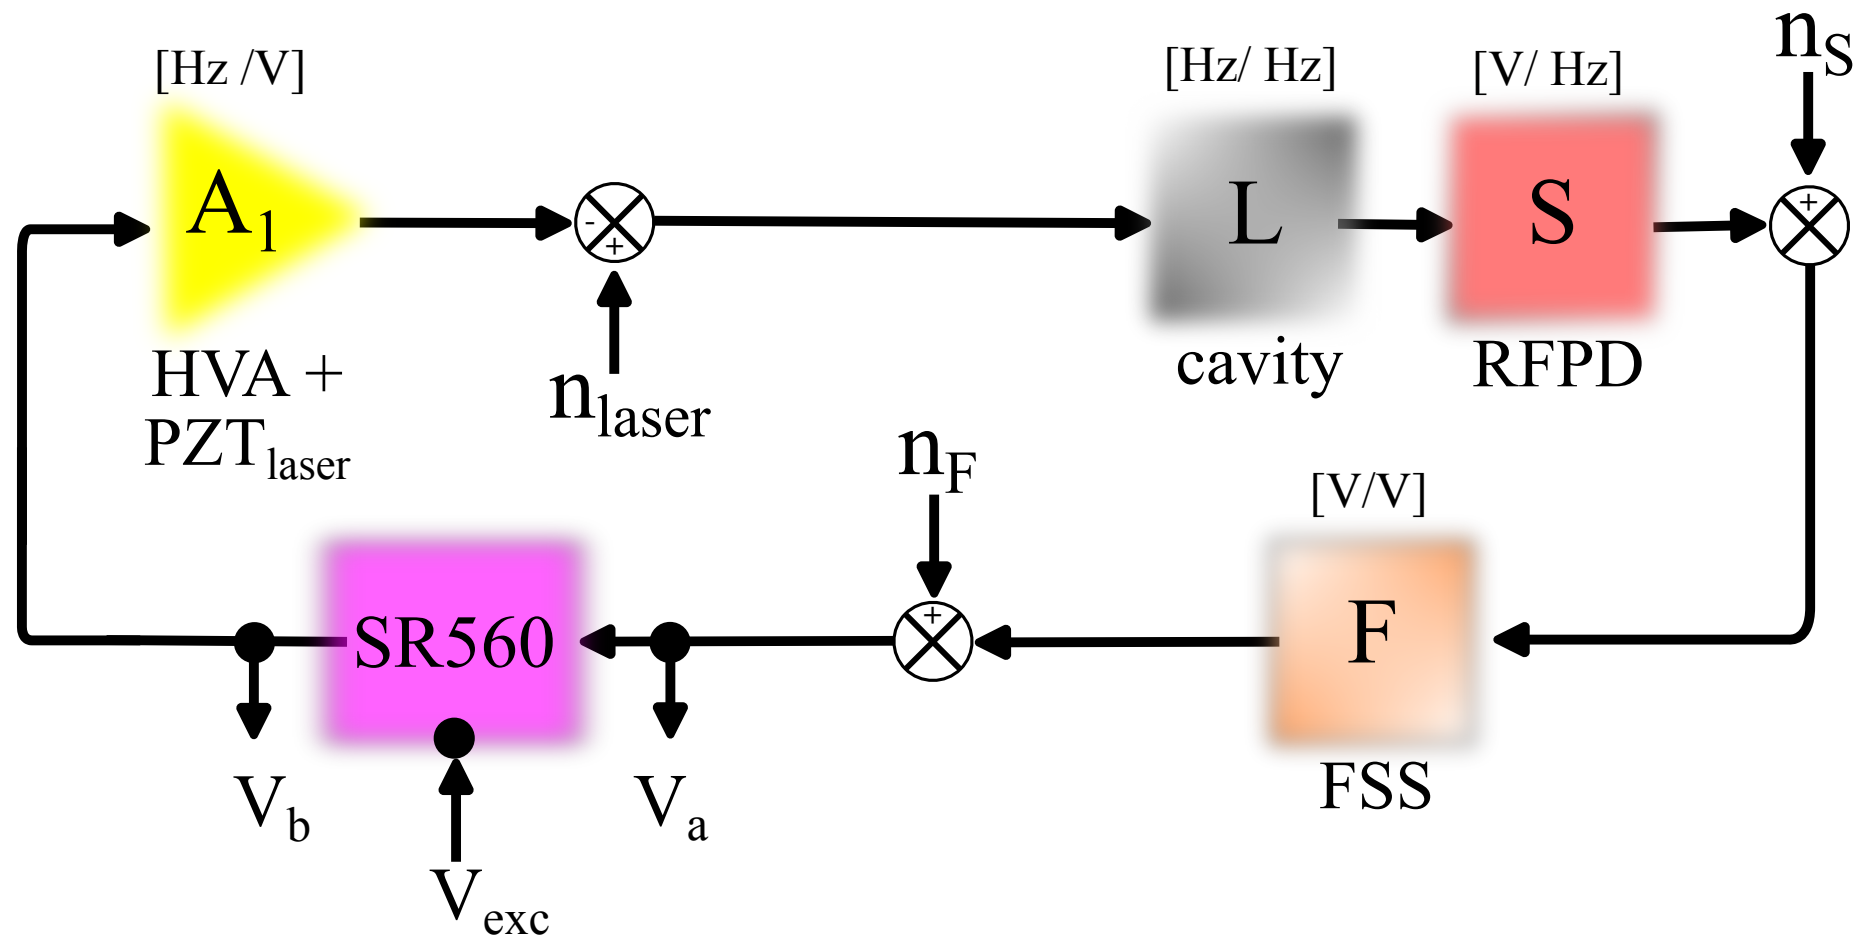 [Hz /V]
[Hz/ Hz]
[V/ Hz]
nS
A1
-
+
L
S
+
HVA +
PZTlaser
nlaser
cavity
RFPD
nF
[V/V]
+
SR560
F
FSS
Vb
Va
Vexc